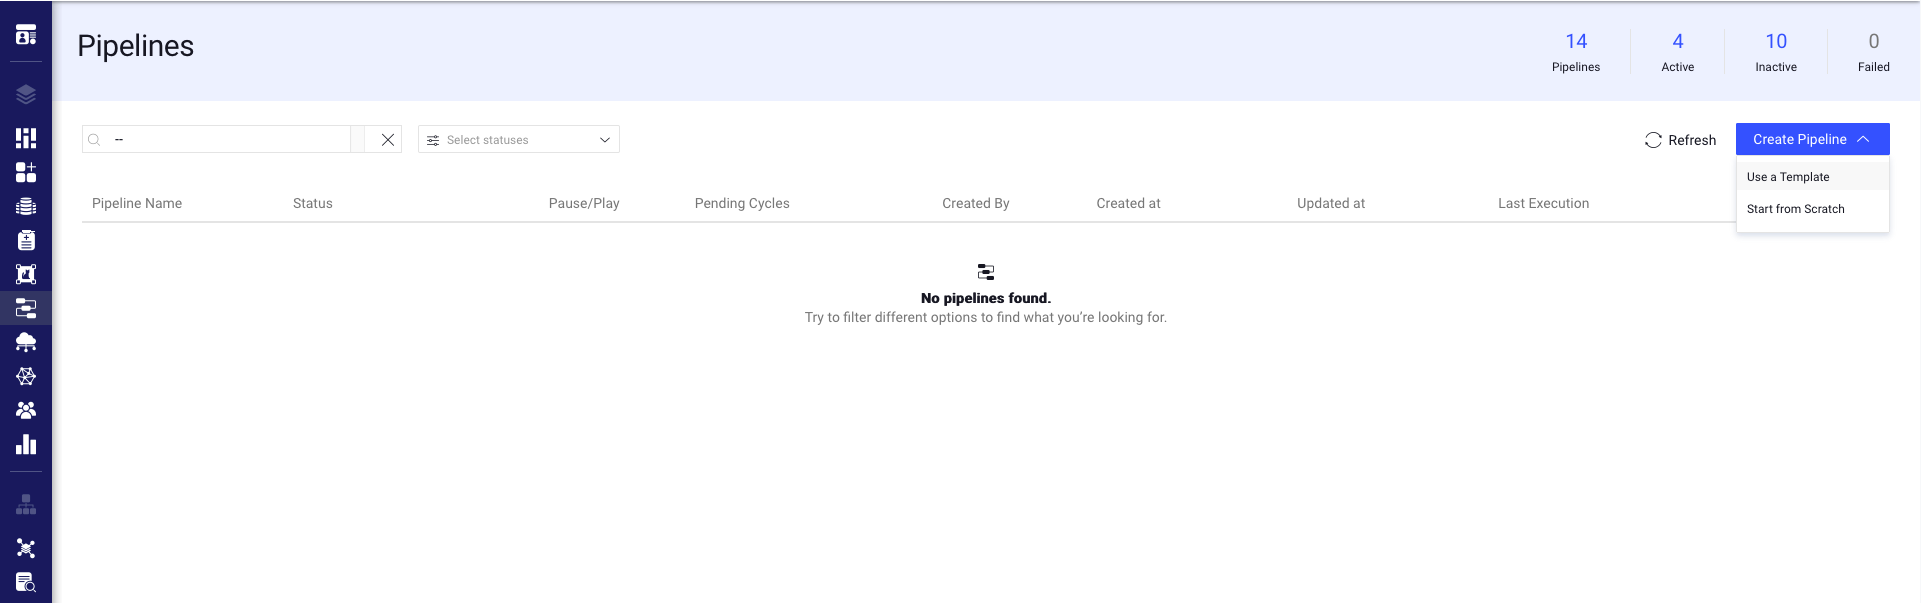 Pipelines
14
Pipelines
4
Active
10
Inactive
0
Failed
--
Select statuses
Refresh
Create Pipeline
Use a Template
Start from Scratch
Pipeline Name Status Pause/Play Pending Cycles Created By Created at Updated at Last Execution
No pipelines found.
Try to filter different options to find what you’re looking for.